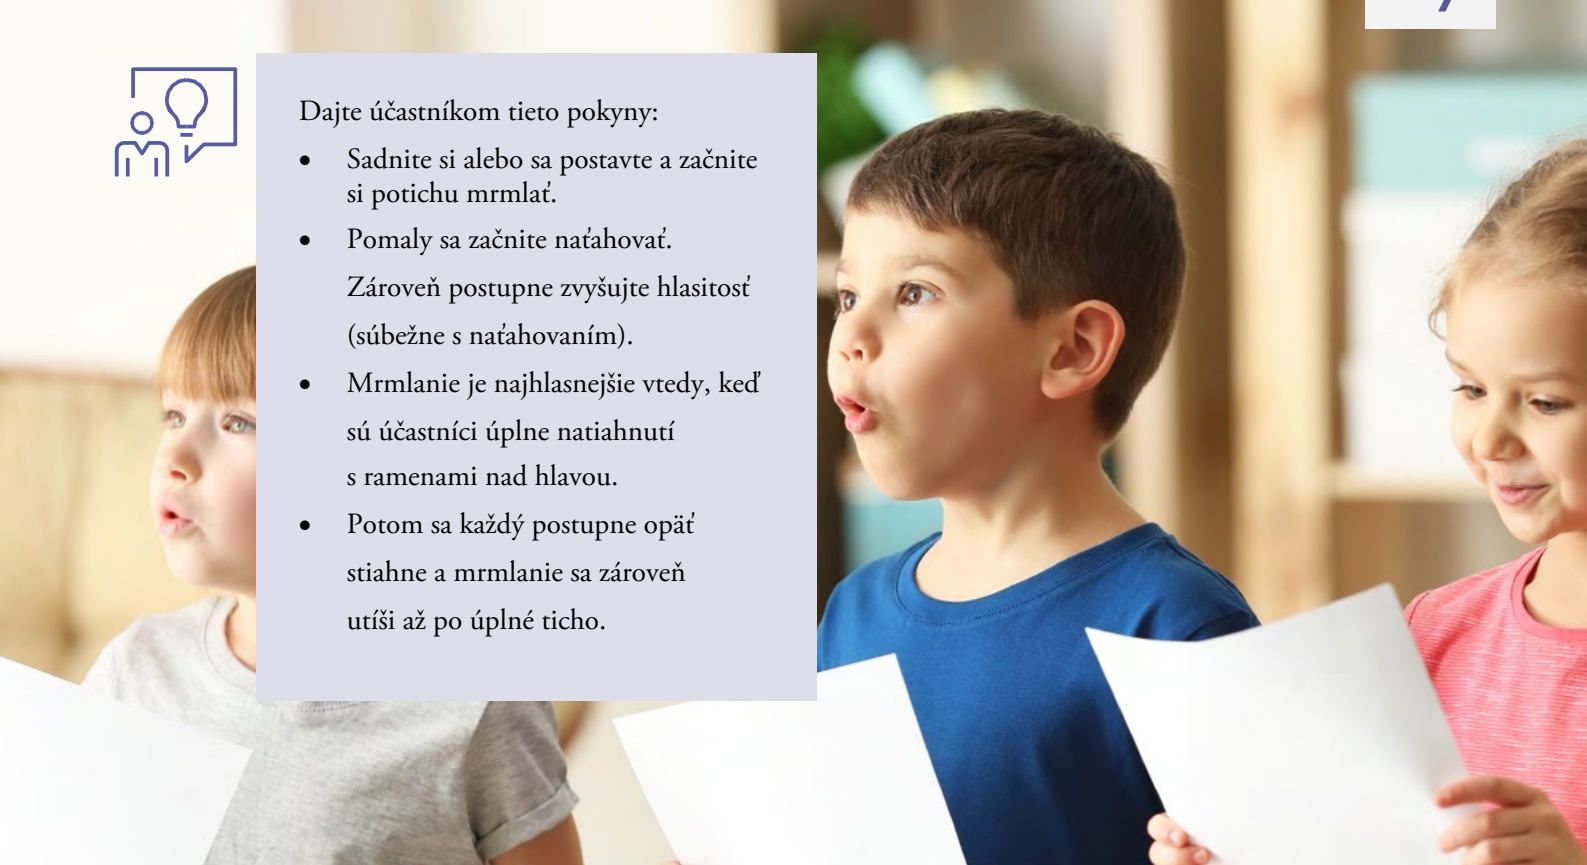 Dajte účastníkom tieto pokyny:
• Sadnite si alebo sa postavte a začnite
si potichu mrmlať.
• Pomaly sa začnite naťahovať.
Zároveň postupne zvyšujte hlasitosť
(súbežne s naťahovaním).
• Mrmlanie je najhlasnejšie vtedy, keď
sú účastníci úplne natiahnutí
s ramenami nad hlavou.
• Potom sa každý postupne opäť
stiahne a mrmlanie sa zároveň
utíši až po úplné ticho.